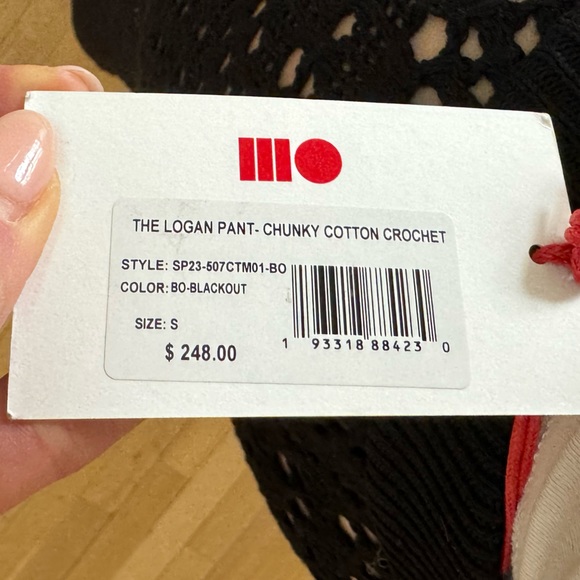 THE LOGAN PANT- CHUNKY COTTON CROCHET
STYLE: SP23-507CTM01-BO
COLOR: BO-BLACKOUT
SIZE: S
$ 248.00
1 93318 88423 0